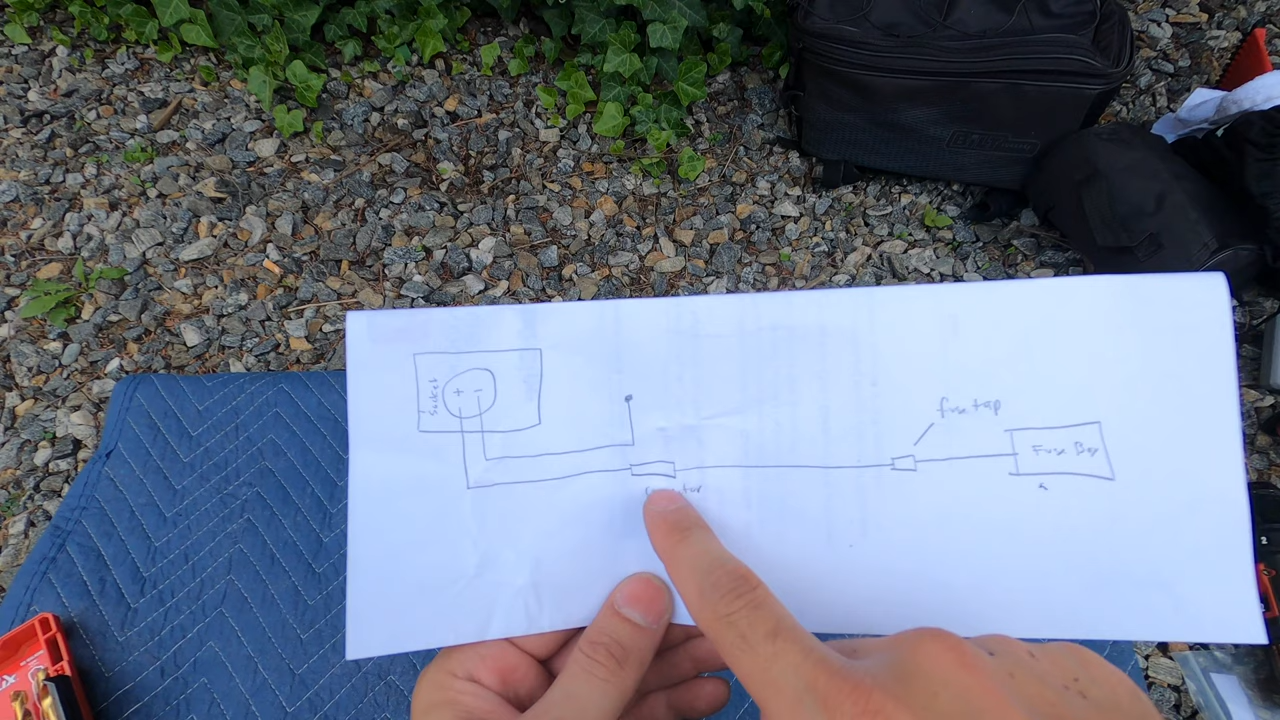 Socket
+ -
fuse tap
Fuse Box